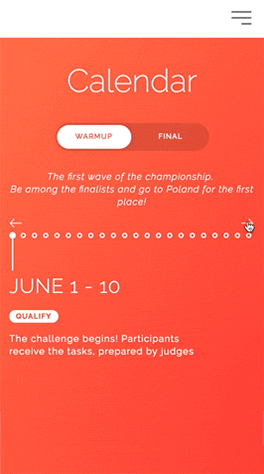 Calendar
WARMUP
FINAL
The first wave of the championship.
Be among the finalists and go to Poland for the first
place!
JUNE 1 - 10
QUALIFY
The challenge begins! Participants
receive the tasks, prepared by judges